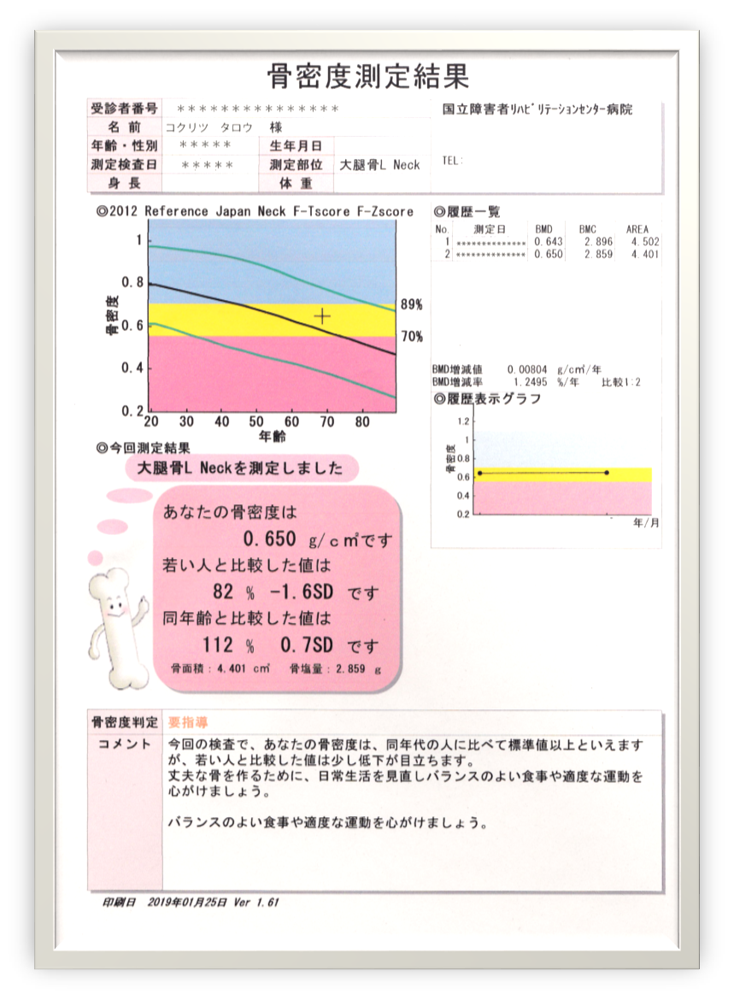 骨密度測定結果
受診者番号 ***************
名前 コクリツ タロウ 様
年齢・性別 ***** 生年月日
測定検査日 ***** 測定部位 大腿骨L Neck
身長 体重
国立障害者ﾘﾊﾋﾞﾘﾃｰｼｮﾝｾﾝﾀｰ病院
TEL:
◎2012 Reference Japan Neck F-Tscore F-Zscore
骨密度
1
0.8
0.6
0.4
0.2
89%
70%
20 30 40 50 60 70 80
年齢
◎履歴一覧
No. 測定日 BMD BMC AREA
1 ************** 0.643 2.896 4.502
2 ************** 0.650 2.859 4.401
BMD増減値 0.00804 g/c㎡/年
BMD増減率 1.2495 %/年 比較1:2
◎履歴表示グラフ
骨密度
1.2
1
0.8
0.6
0.4
0.2
年/月
◎今回測定結果
大腿骨L Neckを測定しました
あなたの骨密度は
0.650 g/c㎡です
若い人と比較した値は
82 % -1.6SD です
同年齢と比較した値は
112 % 0.7SD です
骨面積：4.401 c㎡ 骨塩量：2.859 g
骨密度判定 要指導
コメント 今回の検査で、あなたの骨密度は、同年代の人に比べて標準値以上といえます
が、若い人と比較した値は少し低下が目立ちます。
丈夫な骨を作るために、日常生活を見直しバランスのよい食事や適度な運動を
心がけましょう。
バランスのよい食事や適度な運動を心がけましょう。
印刷日 2019年01月25日 Ver 1.61